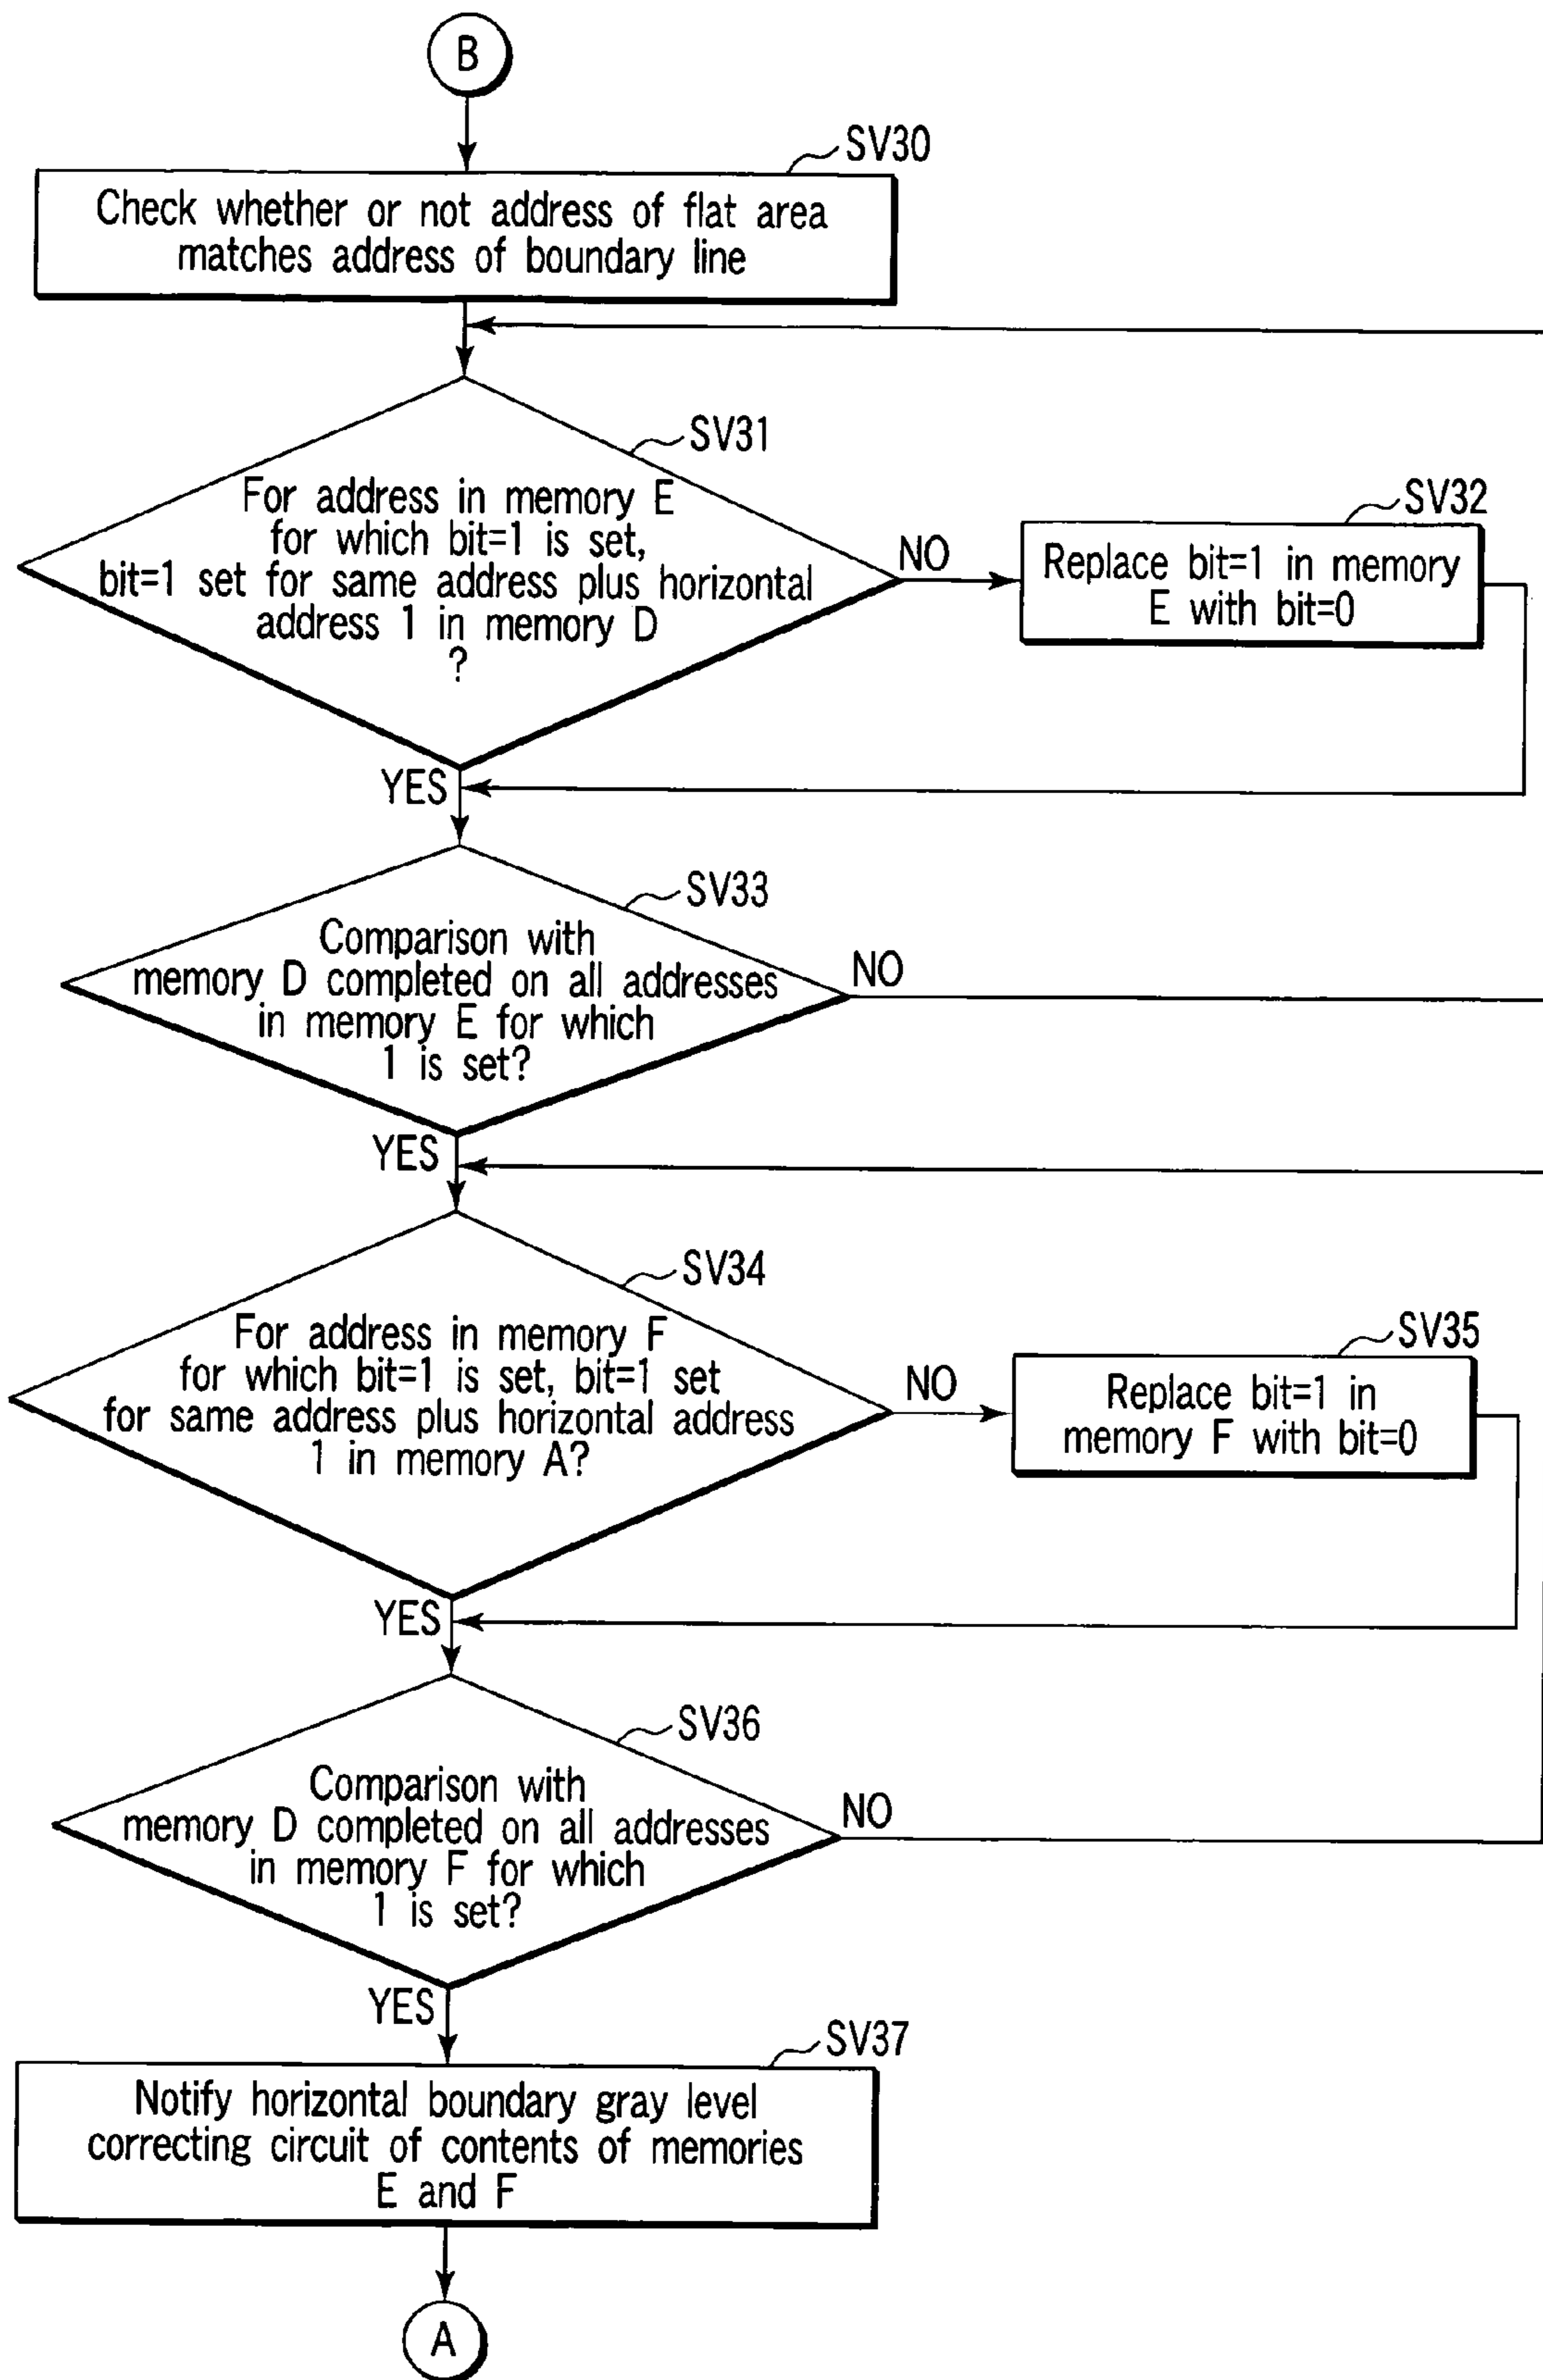 B
SV30
Check whether or not address of flat area
matches address of boundary line
SV31
For address in memory E
for which bit=1 is set,
bit=1 set for same address plus horizontal
address 1 in memory D
?
NO
SV32
Replace bit=1 in memory
E with bit=0
YES
SV33
Comparison with
memory D completed on all addresses
in memory E for which
1 is set?
NO
YES
SV34
For address in memory F
for which bit=1 is set, bit=1 set
for same address plus horizontal address
1 in memory A?
NO
SV35
Replace bit=1 in
memory F with bit=0
YES
SV36
Comparison with
memory D completed on all addresses
in memory F for which
1 is set?
NO
YES
SV37
Notify horizontal boundary gray level
correcting circuit of contents of memories
E and F
A